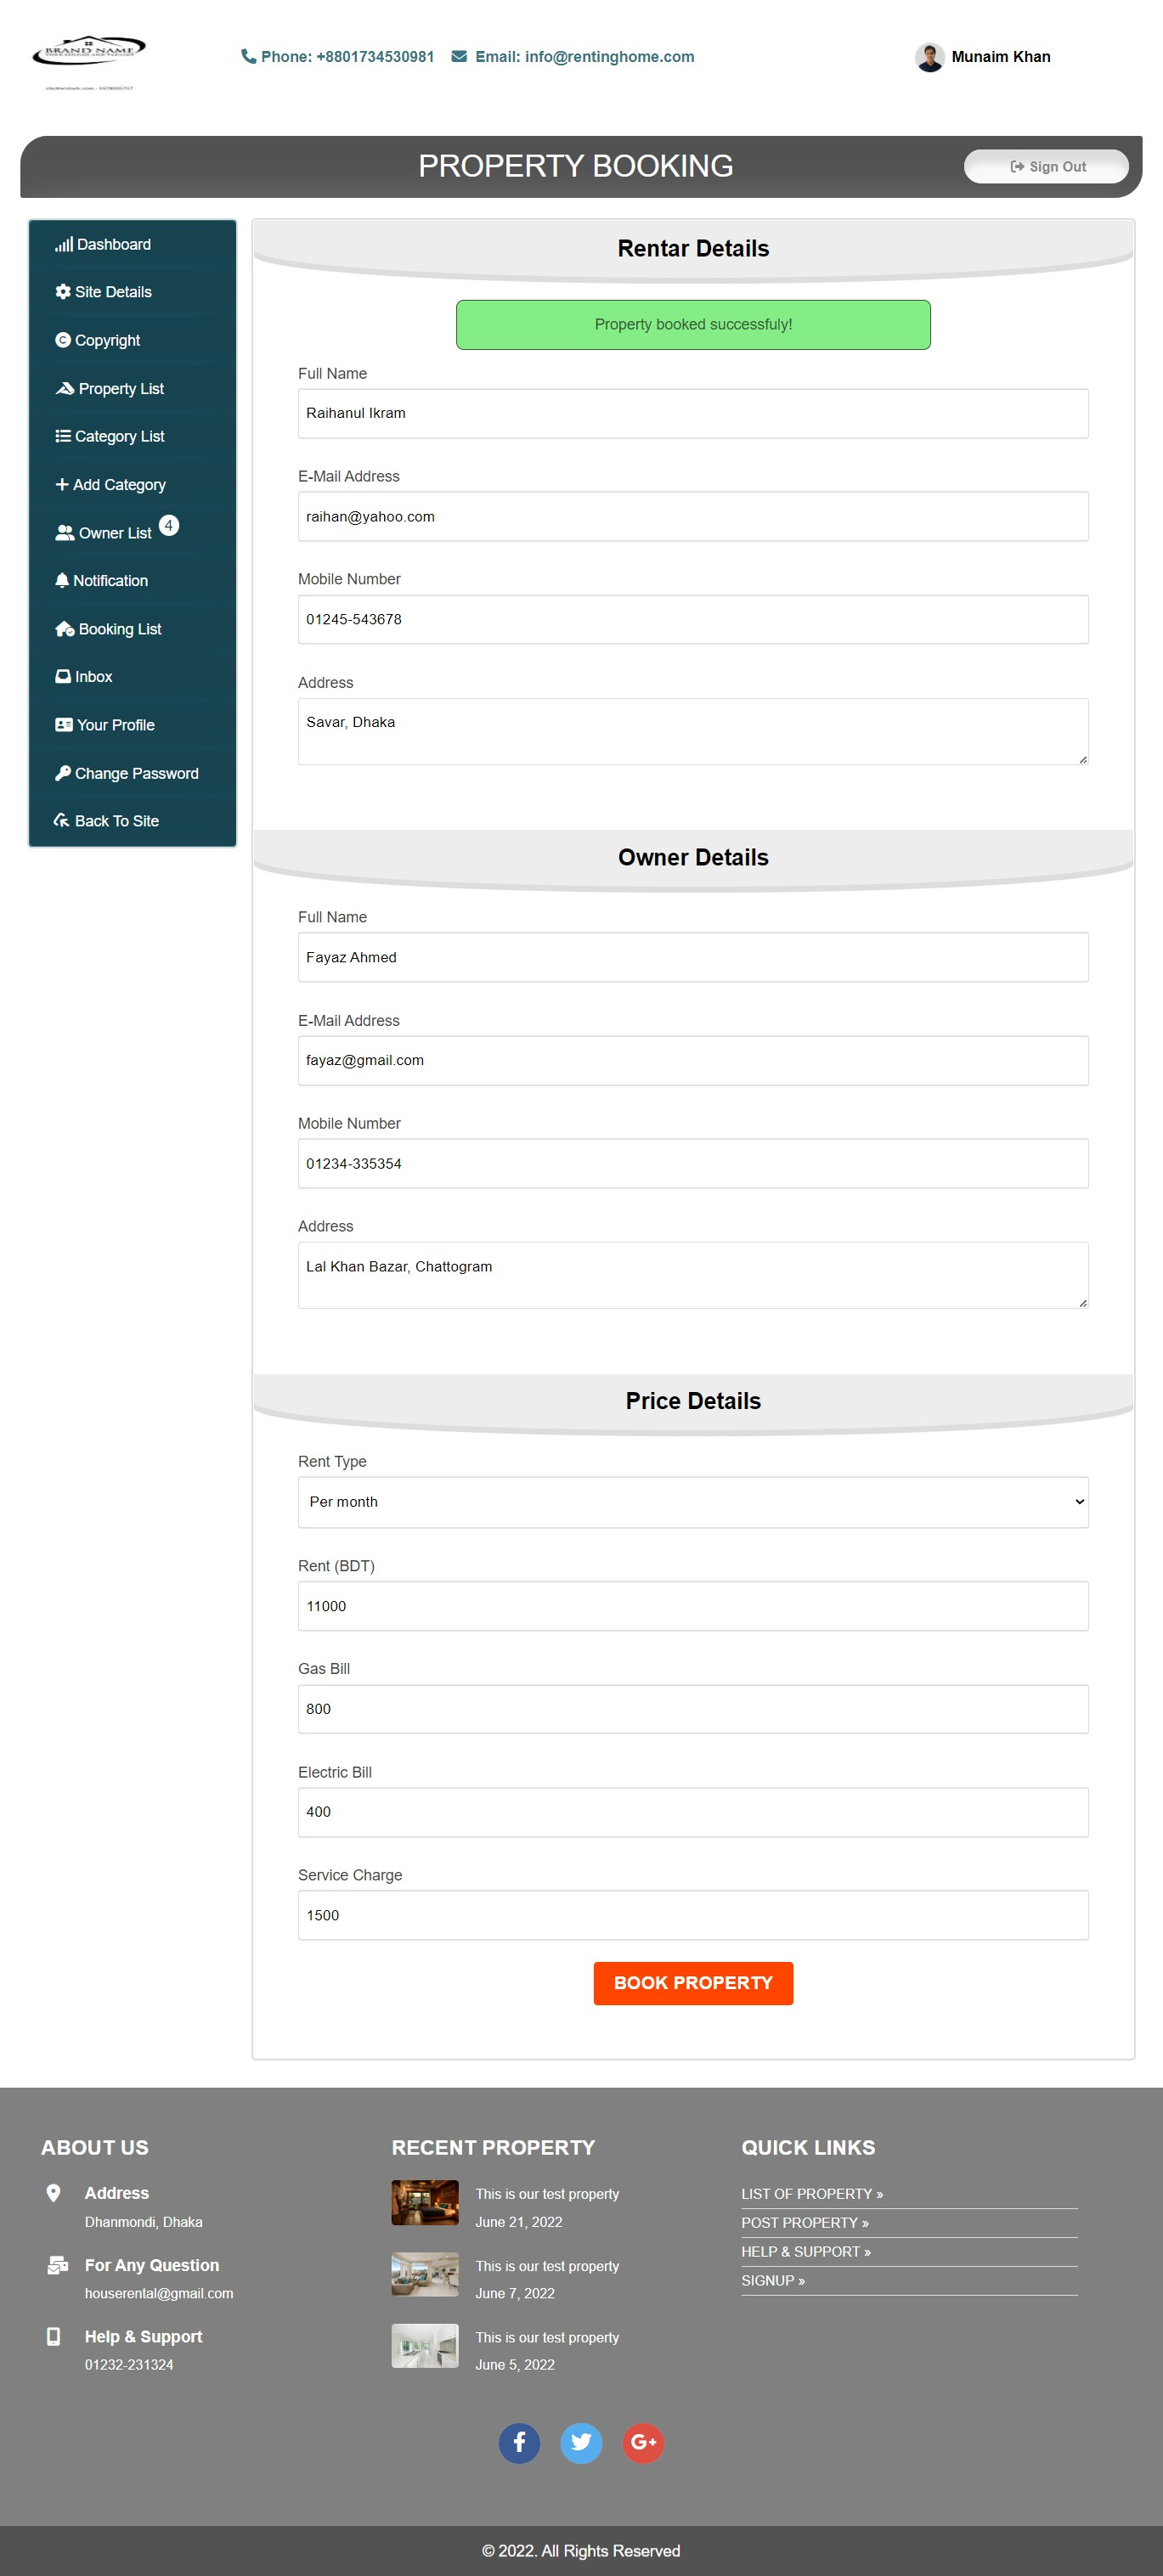 BRAND NAME
Phone: +8801734530981 Email: info@rentinghome.com
Munaim Khan
PROPERTY BOOKING
Sign Out
Dashboard
Site Details
Copyright
Property List
Category List
Add Category
Owner List 4
Notification
Booking List
Inbox
Your Profile
Change Password
Back To Site
Rentar Details
Property booked successfuly!
Full Name
Raihanul Ikram
E-Mail Address
raihan@yahoo.com
Mobile Number
01245-543678
Address
Savar, Dhaka
Owner Details
Full Name
Fayaz Ahmed
E-Mail Address
fayaz@gmail.com
Mobile Number
01234-335354
Address
Lal Khan Bazar, Chattogram
Price Details
Rent Type
Per month
Rent (BDT)
11000
Gas Bill
800
Electric Bill
400
Service Charge
1500
BOOK PROPERTY
ABOUT US
Address
Dhanmondi, Dhaka
For Any Question
houserental@gmail.com
Help & Support
01232-231324
RECENT PROPERTY
This is our test property
June 21, 2022
This is our test property
June 7, 2022
This is our test property
June 5, 2022
QUICK LINKS
LIST OF PROPERTY »
POST PROPERTY »
HELP & SUPPORT »
SIGNUP »
© 2022. All Rights Reserved